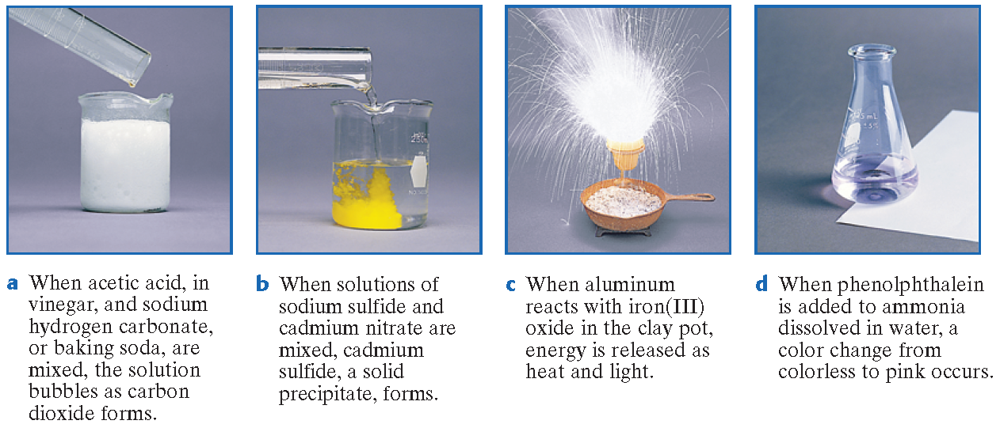 a When acetic acid, in
vinegar, and sodium
hydrogen carbonate,
or baking soda, are
mixed, the solution
bubbles as carbon
dioxide forms.
b When solutions of
sodium sulfide and
cadmium nitrate are
mixed, cadmium
sulfide, a solid
precipitate, forms.
c When aluminum
reacts with iron(III)
oxide in the clay pot,
energy is released as
heat and light.
d When phenolphthalein
is added to ammonia
dissolved in water, a
color change from
colorless to pink occurs.